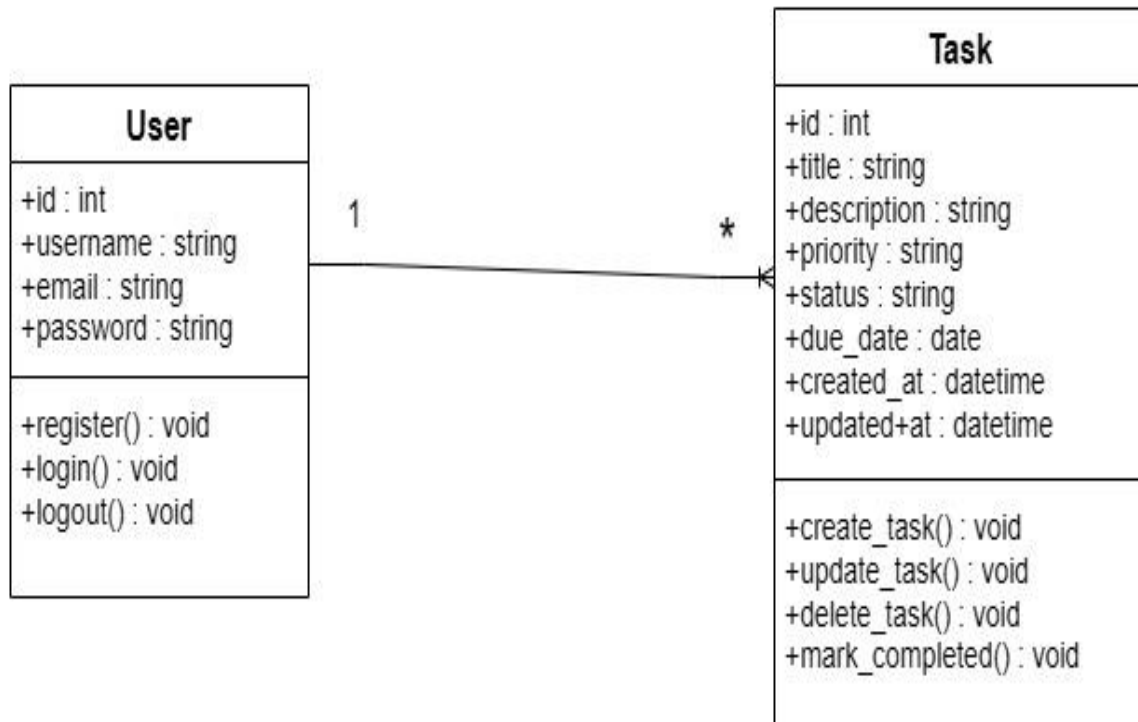 User
+id : int
+username : string
+email : string
+password : string
+register() : void
+login() : void
+logout() : void
1
*
Task
+id : int
+title : string
+description : string
+priority : string
+status : string
+due_date : date
+created_at : datetime
+updated+at : datetime
+create_task() : void
+update_task() : void
+delete_task() : void
+mark_completed() : void